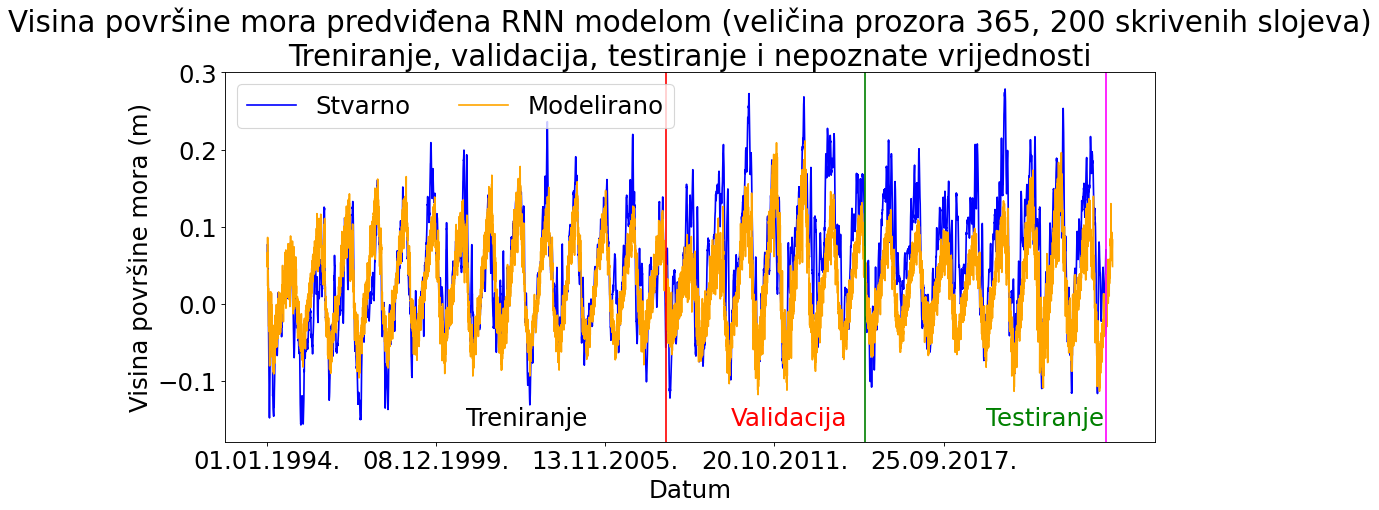 Visina površine mora predviđena RNN modelom (veličina prozora 365, 200 skrivenih slojeva)
Treniranje, validacija, testiranje i nepoznate vrijednosti
Stvarno
Modelirano
Visina površine mora (m)
0.3
0.2
0.1
0.0
−0.1
Treniranje
Validacija
Testiranje
01.01.1994.
08.12.1999.
13.11.2005.
20.10.2011.
25.09.2017.
Datum